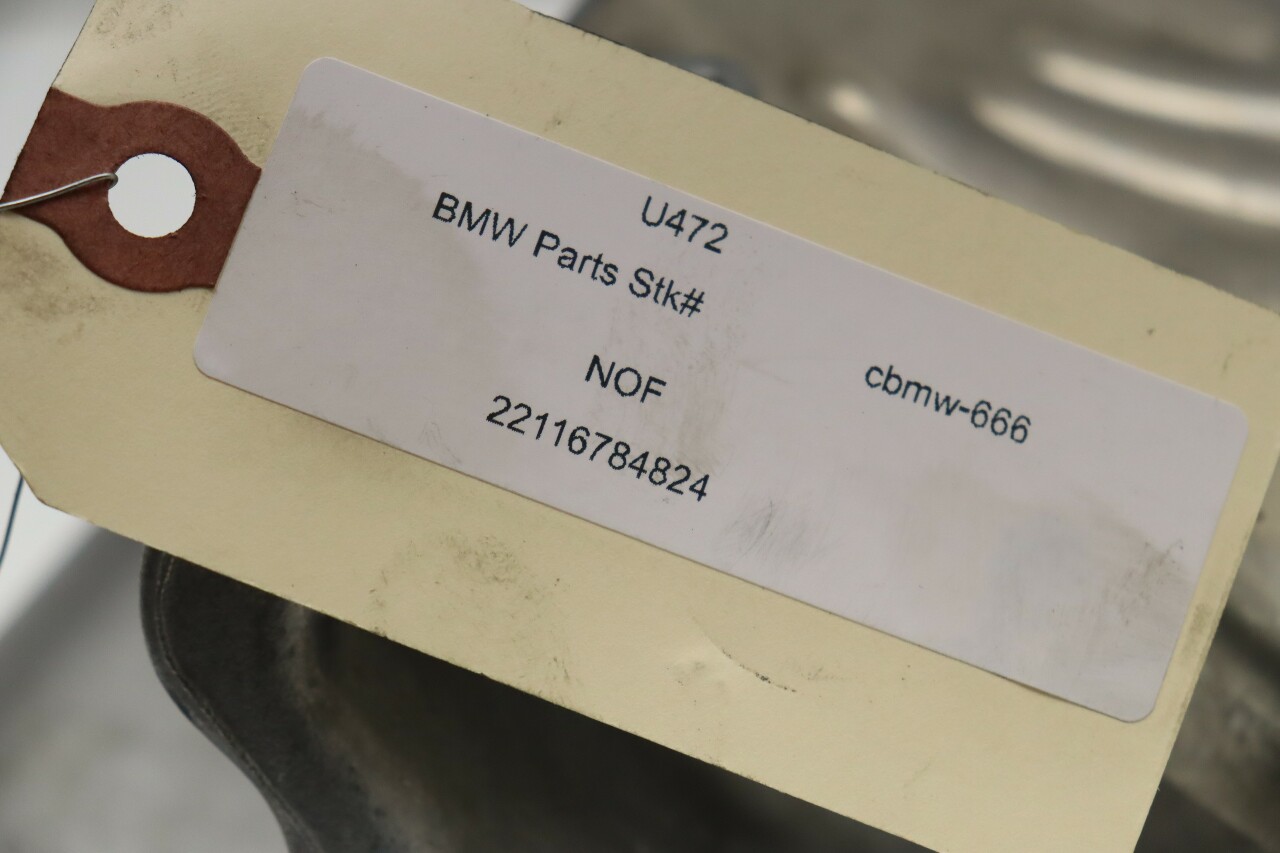 U472
BMW Parts Stk#
cbmw-666
NOF
22116784824